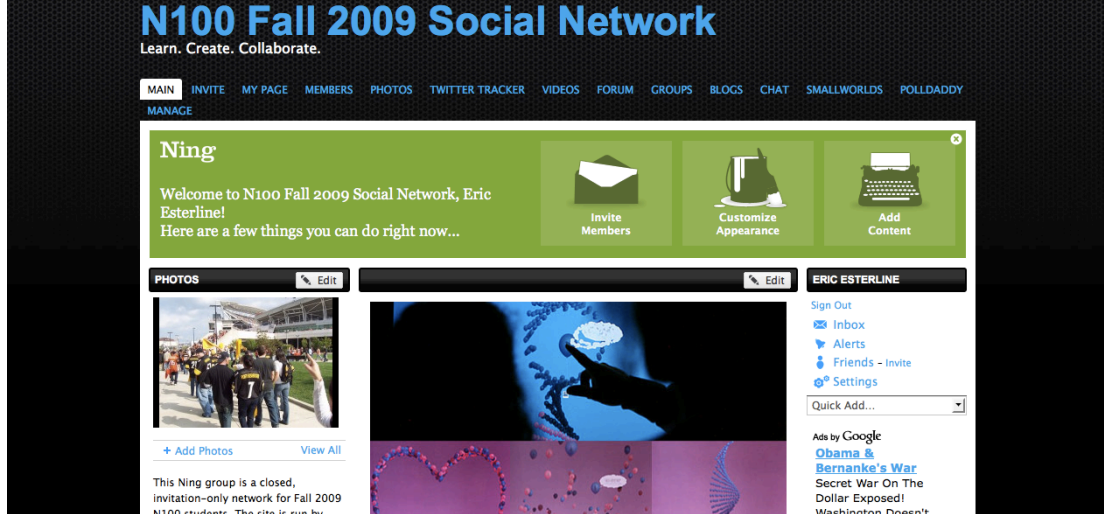 N100 Fall 2009 Social Network
Learn. Create. Collaborate.
MAIN INVITE MY PAGE MEMBERS PHOTOS TWITTER TRACKER VIDEOS FORUM GROUPS BLOGS CHAT SMALLWORLDS POLLDADDY
MANAGE
Ning
Welcome to N100 Fall 2009 Social Network, Eric
Esterline!
Here are a few things you can do right now...
Invite
Members
Customize
Appearance
Add
Content
PHOTOS
Edit
7
+ Add Photos View All
This Ning group is a closed,
invitation-only network for Fall 2009
N100 students. The site is run by
Edit
ERIC ESTERLINE
Sign Out
Inbox
Alerts
Friends - Invite
Settings
Quick Add...
Ads by Google
Obama &
Bernanke's War
Secret War On The
Dollar Exposed!
Washington Doesn't